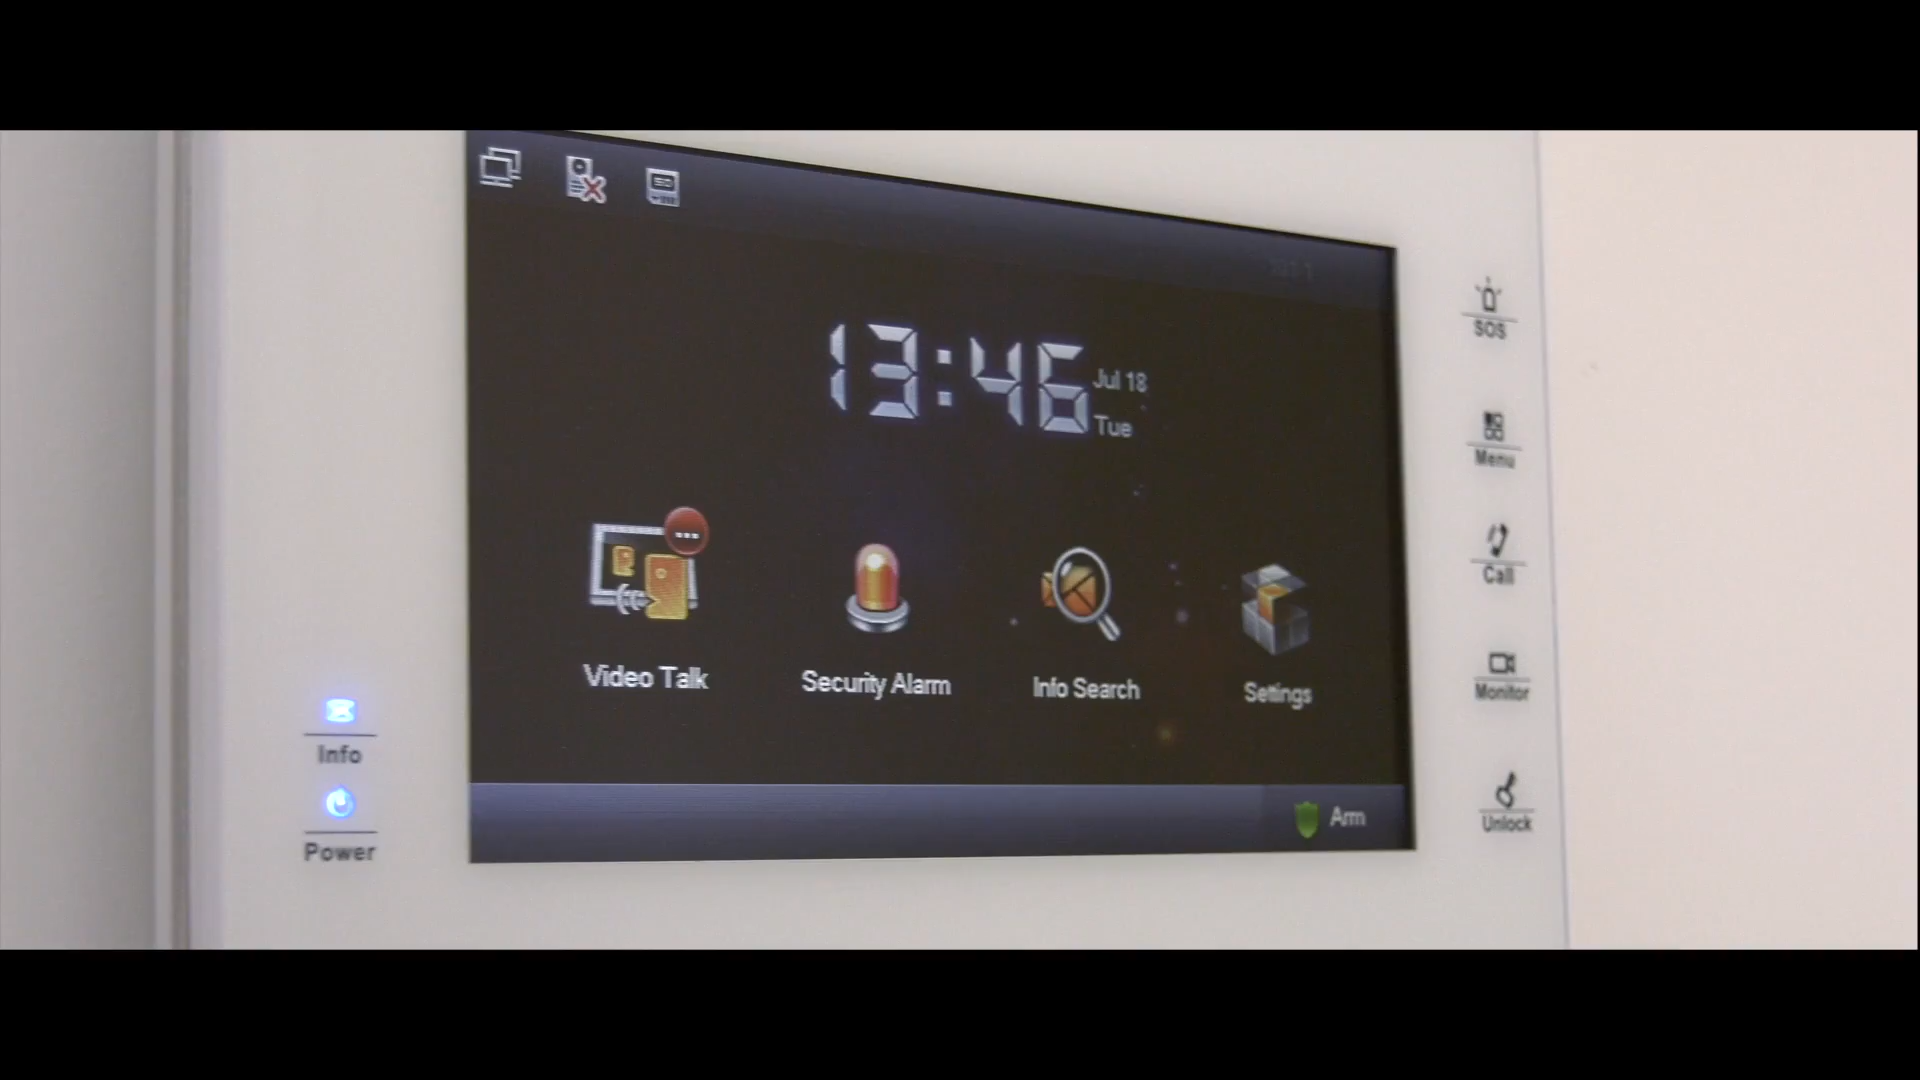 13:46
Jul 18
Tue
Video Talk
Security Alarm
Info Search
Settings
Arm
Info
Power
SOS
Menu
Call
Monitor
Unlock